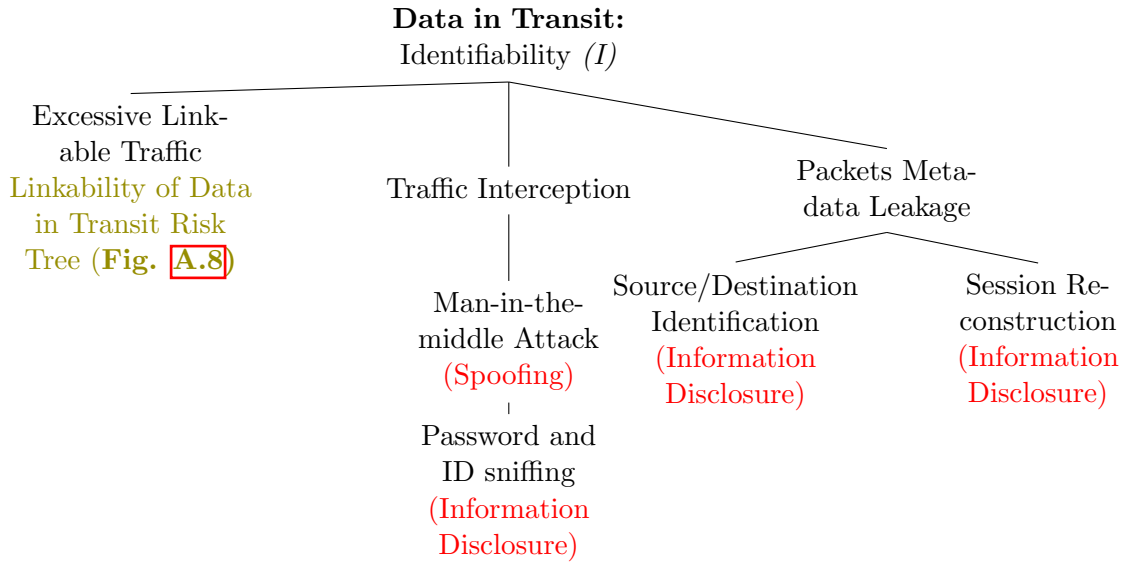 Data in Transit:
Identifiability (I)
Excessive Link-
able Traffic
Linkability of Data
in Transit Risk
Tree (Fig. A.8)
Traffic Interception
Man-in-the-
middle Attack
(Spoofing)
Password and
ID sniffing
(Information
Disclosure)
Packets Meta-
data Leakage
Source/Destination
Identification
(Information
Disclosure)
Session Re-
construction
(Information
Disclosure)